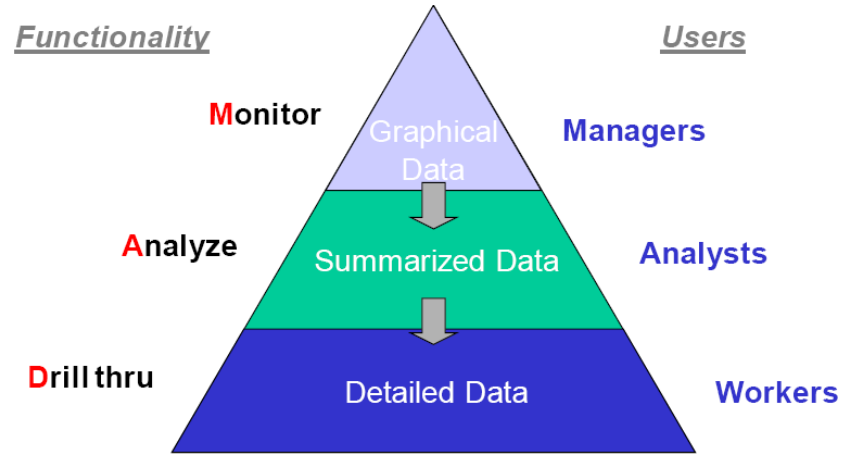 Functionality
Users
Monitor
Graphical
Data
Managers
Analyze
Summarized Data
Analysts
Drill thru
Detailed Data
Workers